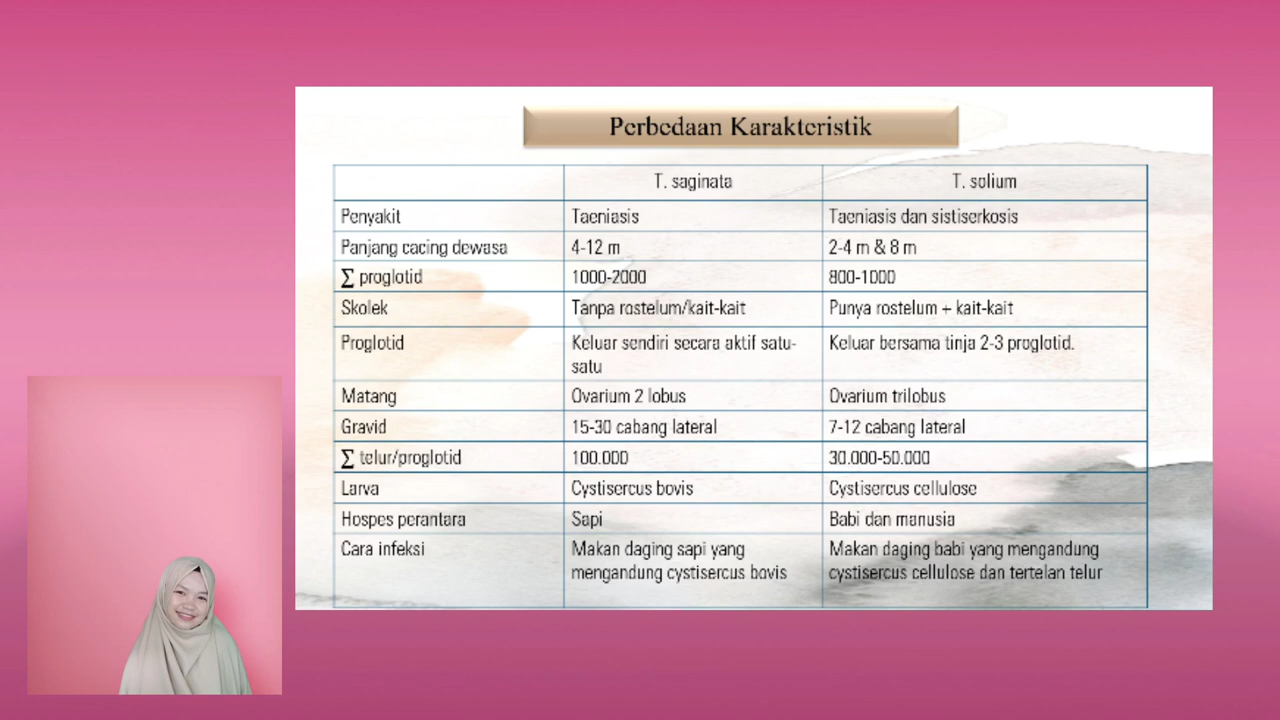 Perbedaan Karakteristik
T. saginata T. solium
Penyakit Taeniasis Taeniasis dan sistiserkosis
Panjang cacing dewasa 4-12 m 2-4 m & 8 m
∑ proglotid 1000-2000 800-1000
Skolek Tanpa rostelum/kait-kait Punya rostelum + kait-kait
Proglotid Keluar sendiri secara aktif satu- Keluar bersama tinja 2-3 proglotid.
satu
Matang Ovarium 2 lobus Ovarium trilobus
Gravid 15-30 cabang lateral 7-12 cabang lateral
∑ telur/proglotid 100.000 30.000-50.000
Larva Cystisercus bovis Cystisercus cellulose
Hospes perantara Sapi Babi dan manusia
Cara infeksi Makan daging sapi yang Makan daging babi yang mengandung
mengandung cystisercus bovis cystisercus cellulose dan tertelan telur